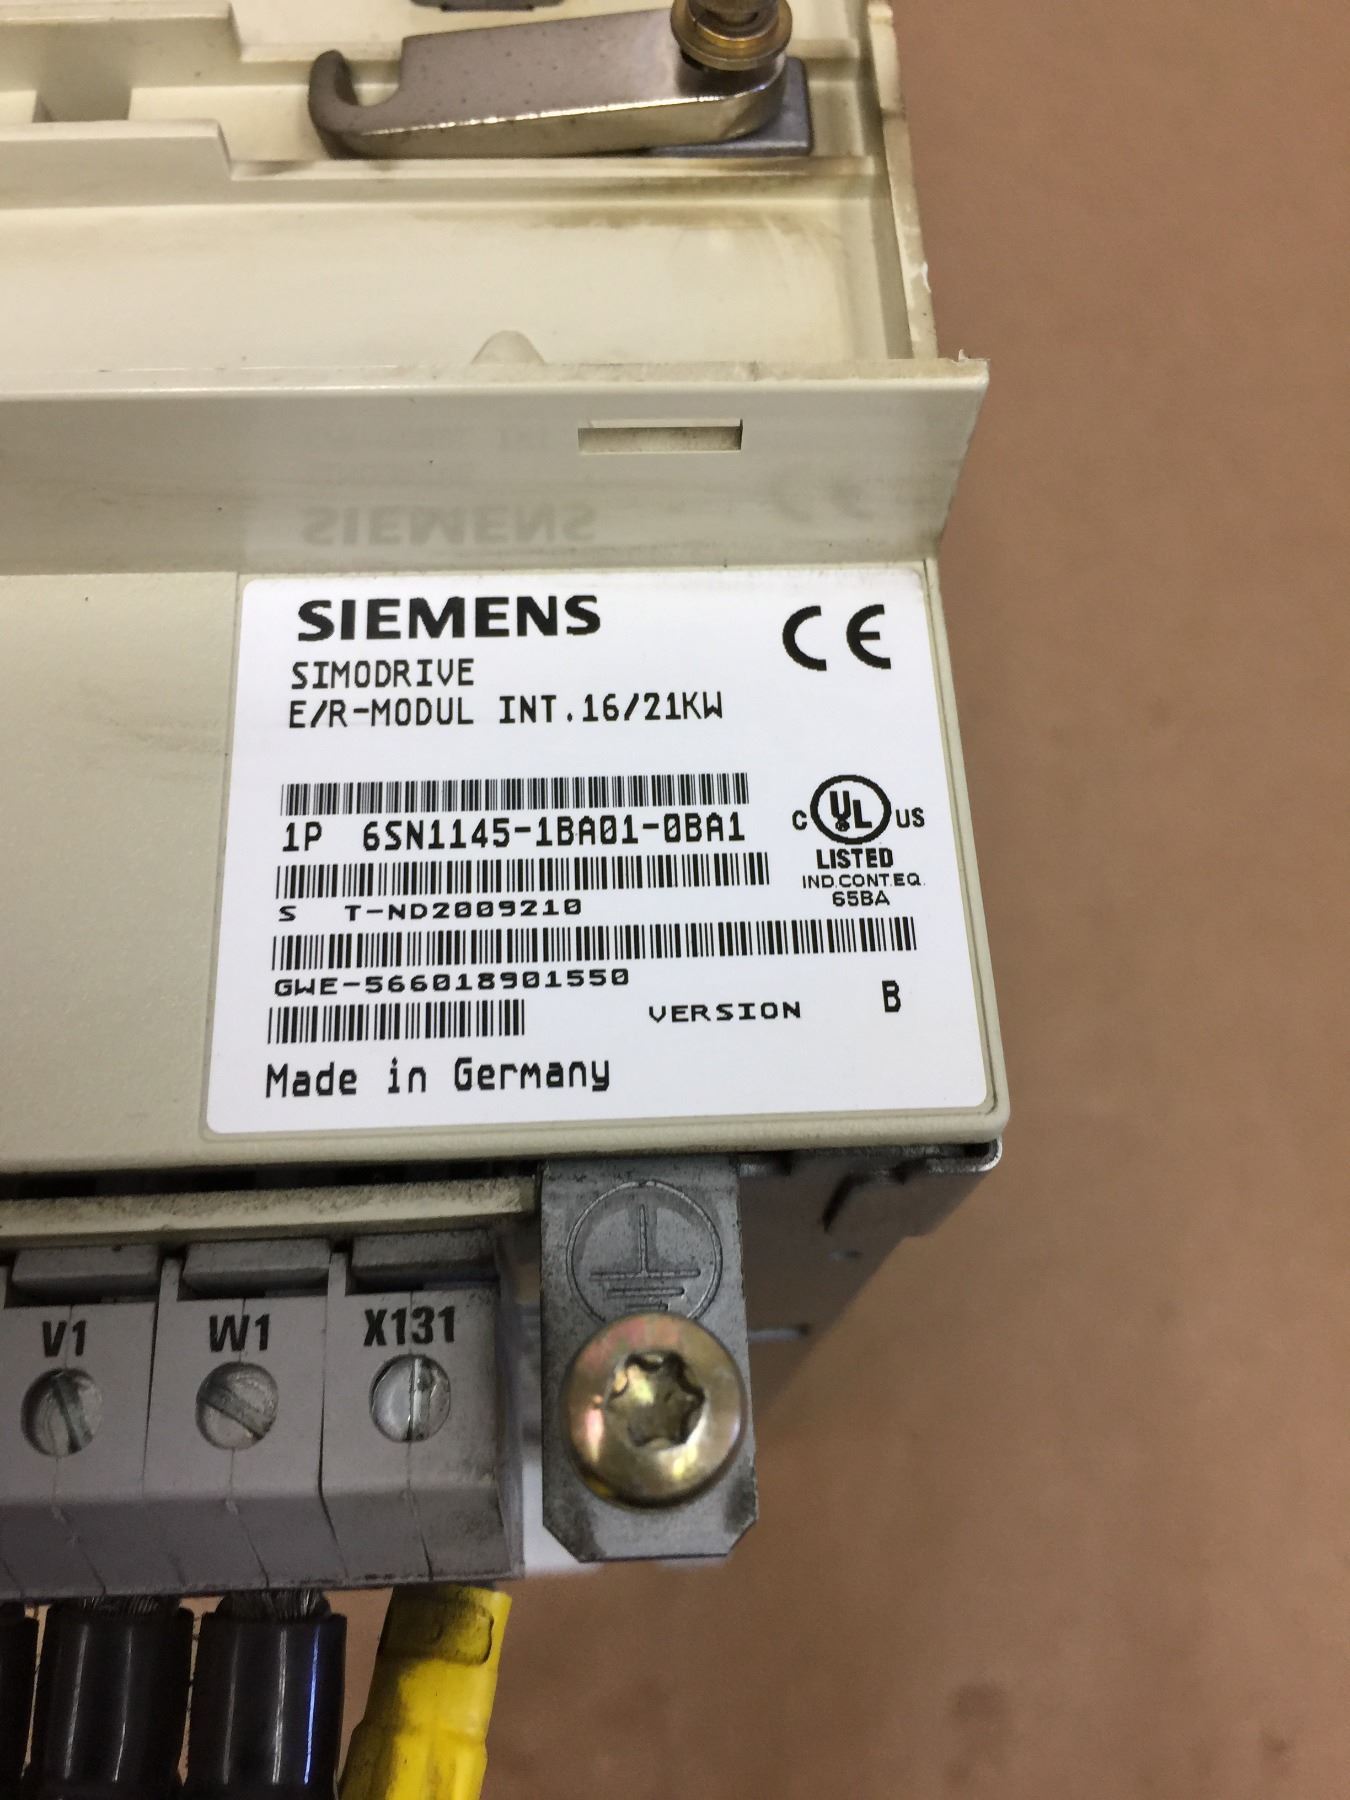 SIEMENS
SIMODRIVE
E/R-MODUL INT.16/21KW
CE
1P 6SN1145-1BA01-0BA1
C UL US
LISTED
IND.CONT.EQ.
65BA
S T-ND2009210
GWE-566018901550
VERSION B
Made in Germany
V1 W1 X131